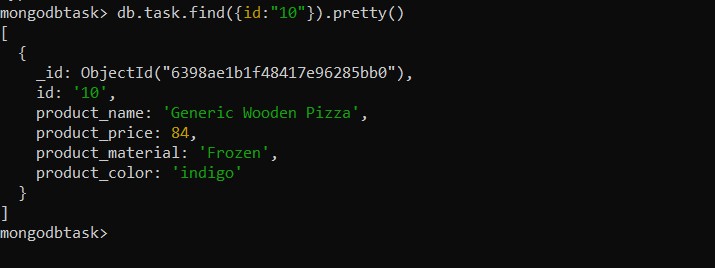 mongodbtask> db.task.find({id:"10"}).pretty()
[
  {
    _id: ObjectId("6398ae1b1f48417e96285bb0"),
    id: '10',
    product_name: 'Generic Wooden Pizza',
    product_price: 84,
    product_material: 'Frozen',
    product_color: 'indigo'
  }
]
mongodbtask>